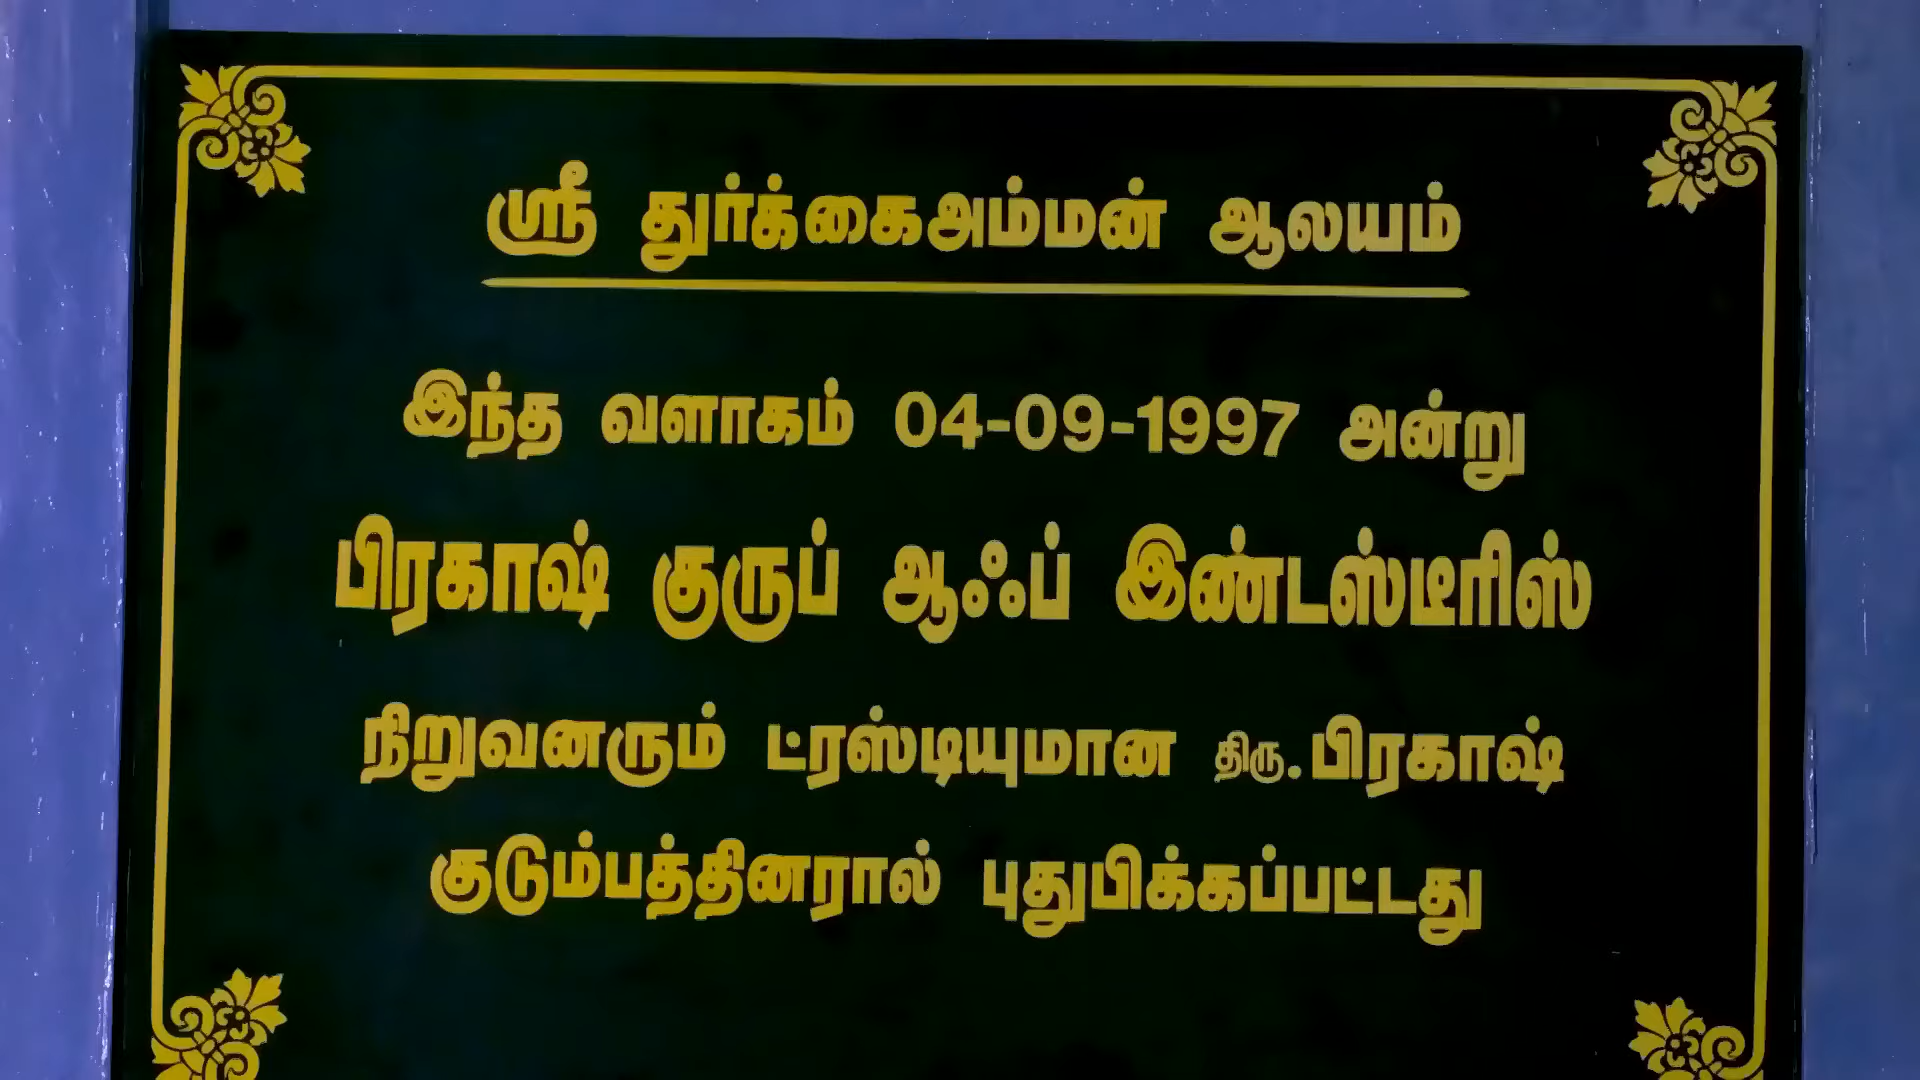 ஸ்ரீ துர்க்கைஅம்மன் ஆலயம்
இந்த வளாகம் 04-09-1997 அன்று
பிரகாஷ் குருப் ஆஃப் இண்டஸ்டீரிஸ்
நிறுவனரும் ட்ரஸ்டியுமான திரு.பிரகாஷ்
குடும்பத்தினரால் புதுபிக்கப்பட்டது